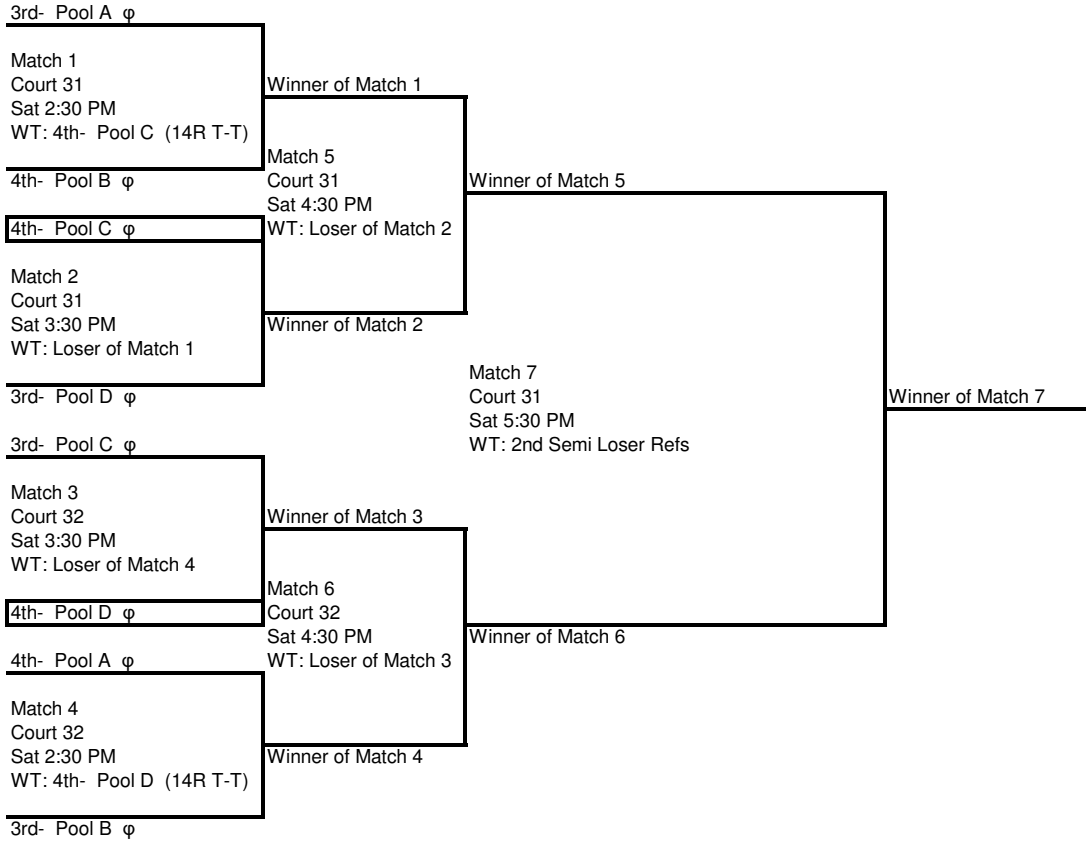 3rd- Pool A φ
Match 1
Court 31
Sat 2:30 PM
WT: 4th- Pool C (14R T-T)
4th- Pool B φ
Winner of Match 1
4th- Pool C φ
Match 2
Court 31
Sat 3:30 PM
WT: Loser of Match 1
3rd- Pool D φ
Winner of Match 2
Match 5
Court 31
Sat 4:30 PM
WT: Loser of Match 2
Winner of Match 5
3rd- Pool C φ
Match 3
Court 32
Sat 3:30 PM
WT: Loser of Match 4
4th- Pool D φ
Winner of Match 3
4th- Pool A φ
Match 4
Court 32
Sat 2:30 PM
WT: 4th- Pool D (14R T-T)
3rd- Pool B φ
Winner of Match 4
Match 6
Court 32
Sat 4:30 PM
WT: Loser of Match 3
Winner of Match 6
Match 7
Court 31
Sat 5:30 PM
WT: 2nd Semi Loser Refs
Winner of Match 7